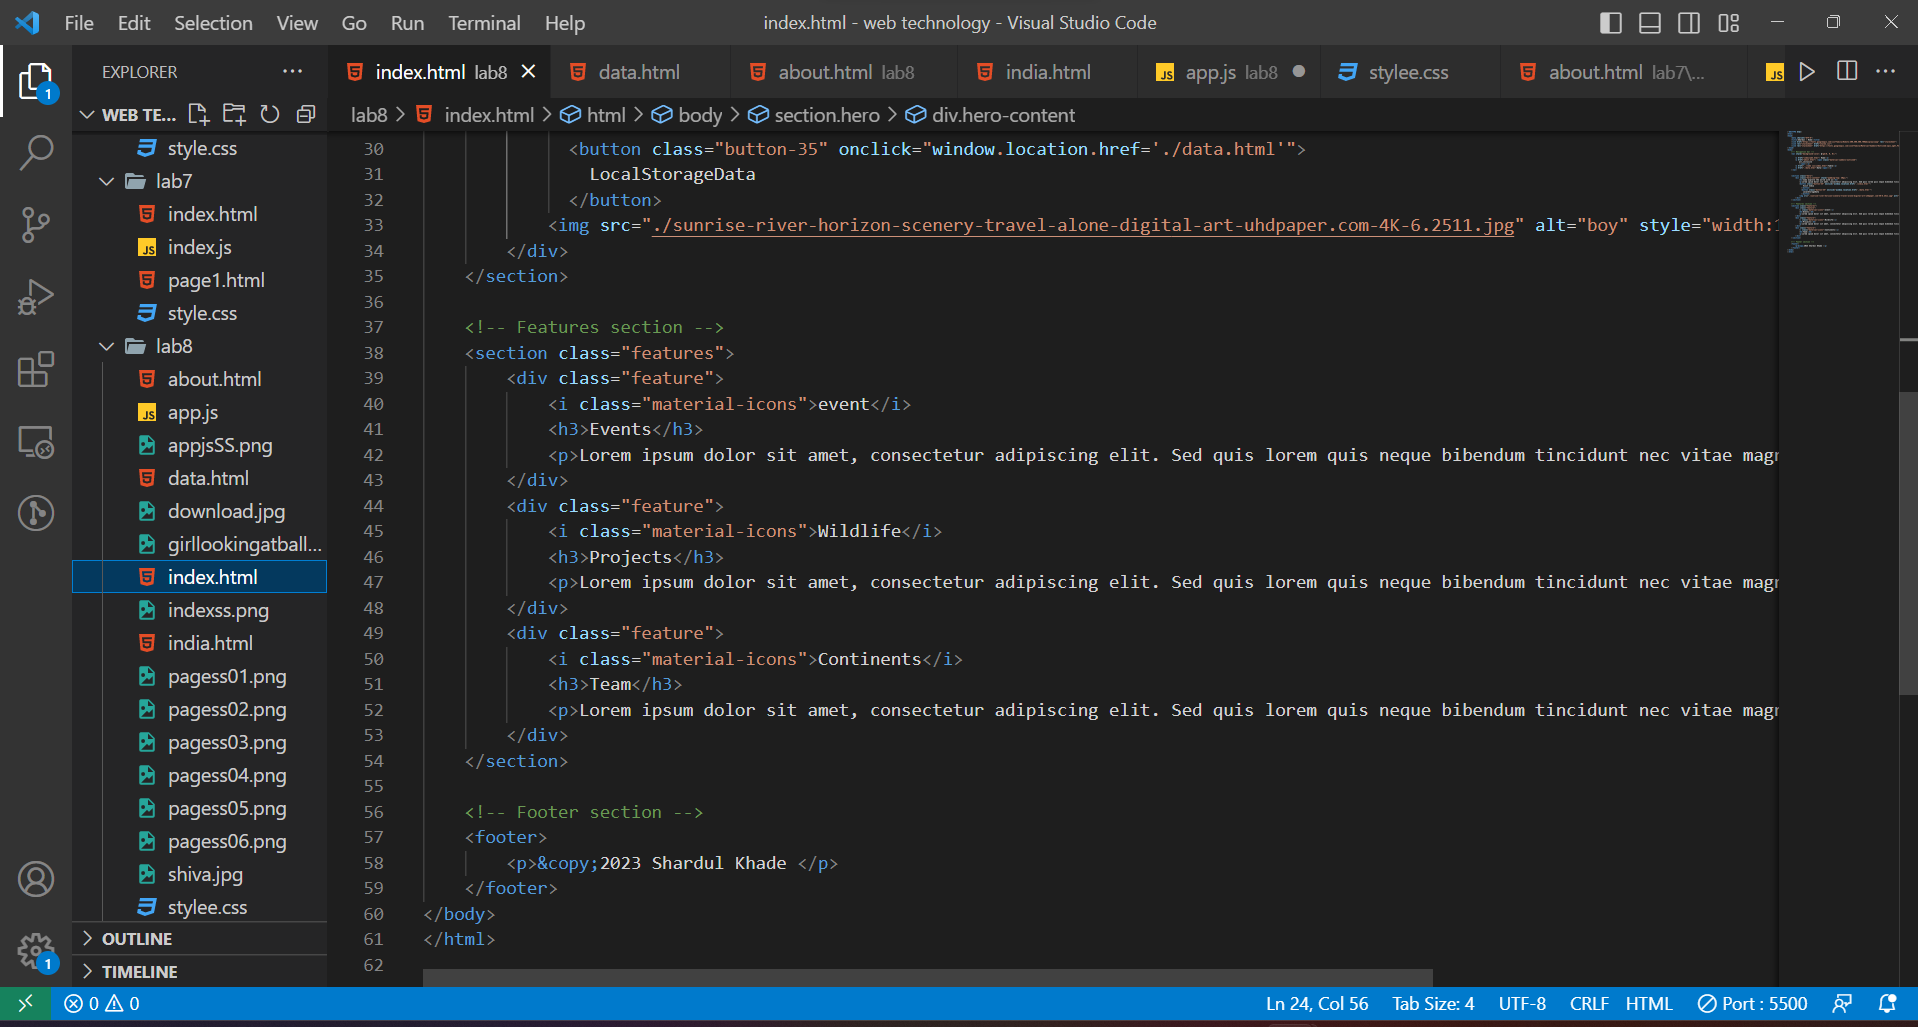 File Edit Selection View Go Run Terminal Help
index.html - web technology - Visual Studio Code
EXPLORER
index.html lab8
data.html
about.html lab8
india.html
JS app.js lab8
stylee.css
about.html lab7\...
JS
1
WEB TE...
lab8 > index.html > html > body > section.hero > div.hero-content
style.css
lab7
index.html
JS index.js
page1.html
style.css
lab8
about.html
JS app.js
appjsSS.png
data.html
download.jpg
girllookingatball...
index.html
indexss.png
india.html
pagess01.png
pagess02.png
pagess03.png
pagess04.png
pagess05.png
pagess06.png
shiva.jpg
stylee.css
OUTLINE
TIMELINE
1
30 <button class="button-35" onclick="window.location.href='./data.html'">
31 LocalStorageData
32 </button>
33 <img src="./sunrise-river-horizon-scenery-travel-alone-digital-art-uhdpaper.com-4K-6.2511.jpg" alt="boy" style="width:
34 </div>
35 </section>
36
37 <!-- Features section -->
38 <section class="features">
39 <div class="feature">
40 <i class="material-icons">event</i>
41 <h3>Events</h3>
42 <p>Lorem ipsum dolor sit amet, consectetur adipiscing elit. Sed quis lorem quis neque bibendum tincidunt nec vitae mag
43 </div>
44 <div class="feature">
45 <i class="material-icons">Wildlife</i>
46 <h3>Projects</h3>
47 <p>Lorem ipsum dolor sit amet, consectetur adipiscing elit. Sed quis lorem quis neque bibendum tincidunt nec vitae mag
48 </div>
49 <div class="feature">
50 <i class="material-icons">Continents</i>
51 <h3>Team</h3>
52 <p>Lorem ipsum dolor sit amet, consectetur adipiscing elit. Sed quis lorem quis neque bibendum tincidunt nec vitae mag
53 </div>
54 </section>
55
56 <!-- Footer section -->
57 <footer>
58 <p>&copy;2023 Shardul Khade </p>
59 </footer>
60 </body>
61 </html>
62
0 0
Ln 24, Col 56 Tab Size: 4 UTF-8 CRLF HTML Port : 5500